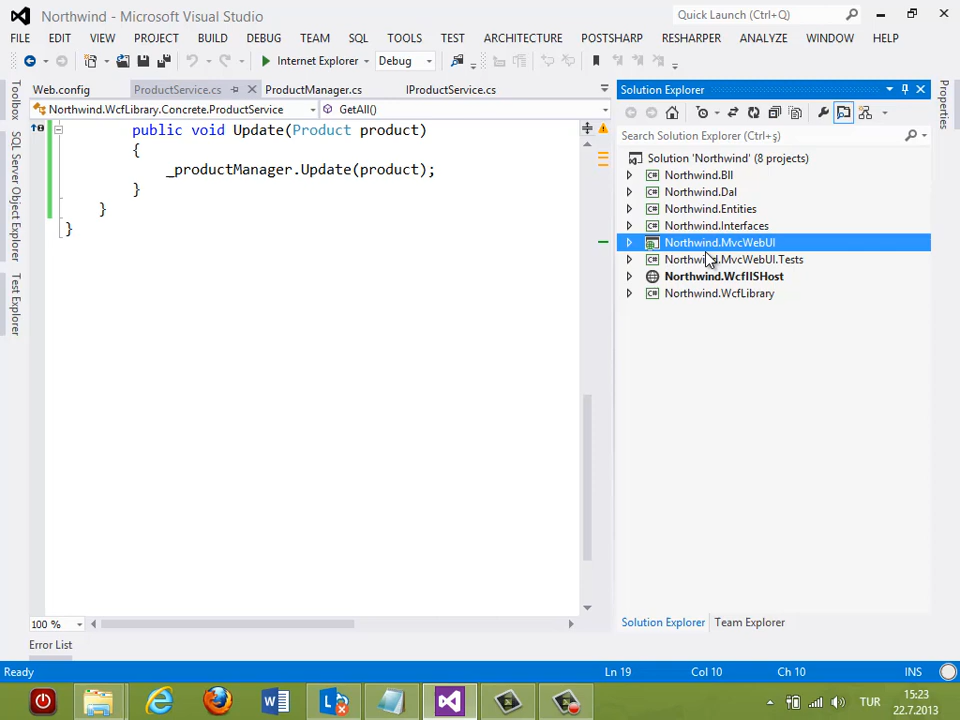 Northwind - Microsoft Visual Studio
Quick Launch (Ctrl+Q)
FILE EDIT VIEW PROJECT BUILD DEBUG TEAM SQL TOOLS TEST ARCHITECTURE POSTSHARP RESHARPER ANALYZE WINDOW HELP
Internet Explorer Debug
Web.config ProductService.cs ProductManager.cs IProductService.cs
Northwind.WcfLibrary.Concrete.ProductService GetAll()
public void Update(Product product)
{
_productManager.Update(product);
}
}
}
100 %
Error List
Toolbox
SQL Server Object Explorer
Test Explorer
Solution Explorer
Search Solution Explorer (Ctrl+ş)
Solution 'Northwind' (8 projects)
Northwind.Bll
Northwind.Dal
Northwind.Entities
Northwind.Interfaces
Northwind.MvcWebUI
Northwind.MvcWebUI.Tests
Northwind.WcfIISHost
Northwind.WcfLibrary
Solution Explorer Team Explorer
Properties
Ready Ln 19 Col 10 Ch 10 INS
TUR
15:23
22.7.2013